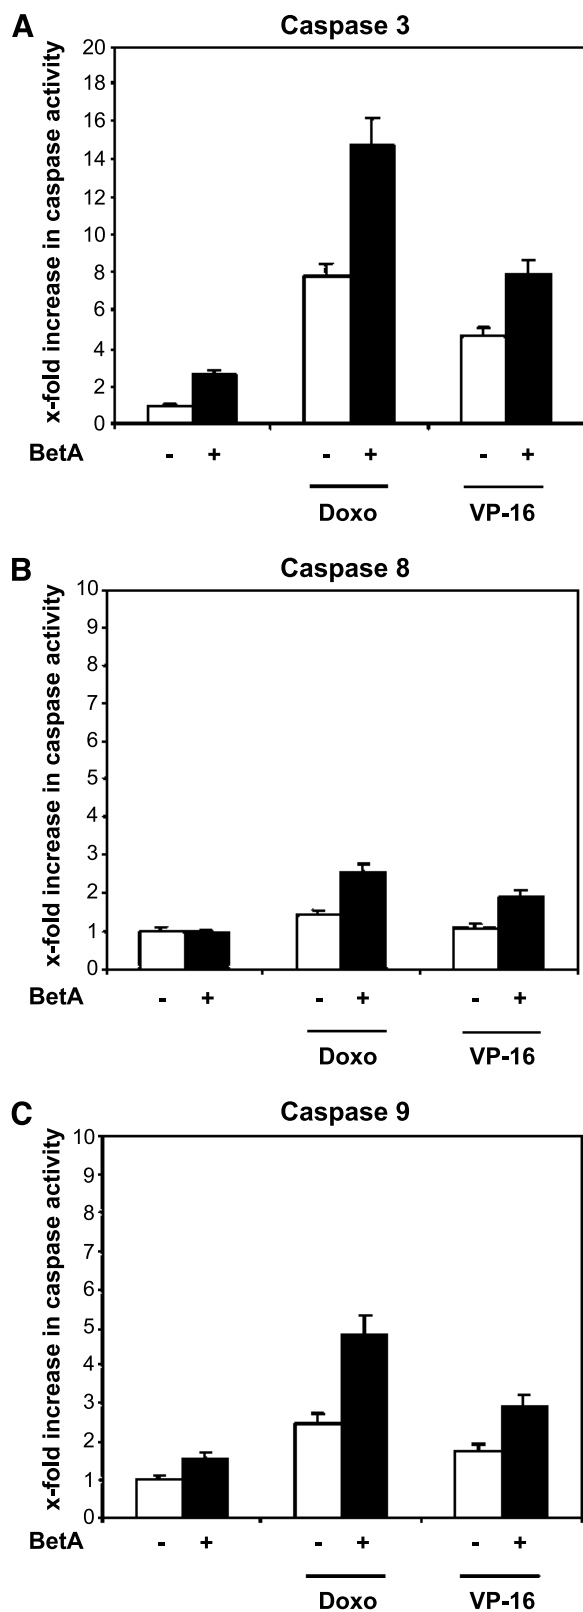 A
Caspase 3
x-fold increase in caspase activity
20
18
16
14
12
10
8
6
4
2
0
BetA - + - + - +
Doxo VP-16
B
Caspase 8
x-fold increase in caspase activity
10
9
8
7
6
5
4
3
2
1
0
BetA - + - + - +
Doxo VP-16
C
Caspase 9
x-fold increase in caspase activity
10
9
8
7
6
5
4
3
2
1
0
BetA - + - + - +
Doxo VP-16